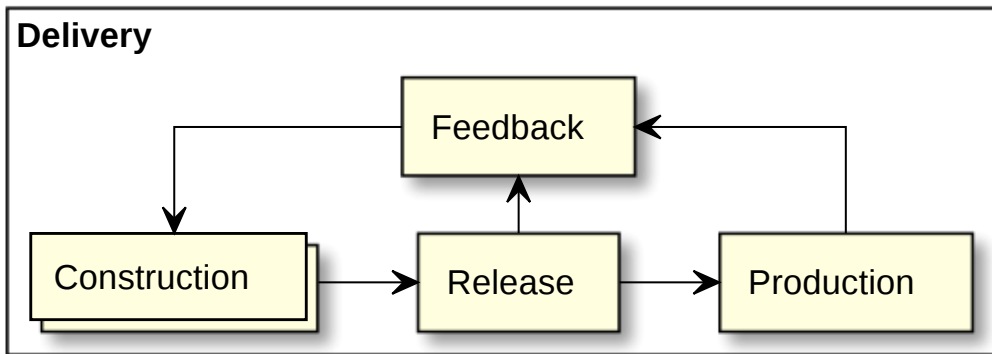 Delivery
Feedback
Construction
Release
Production